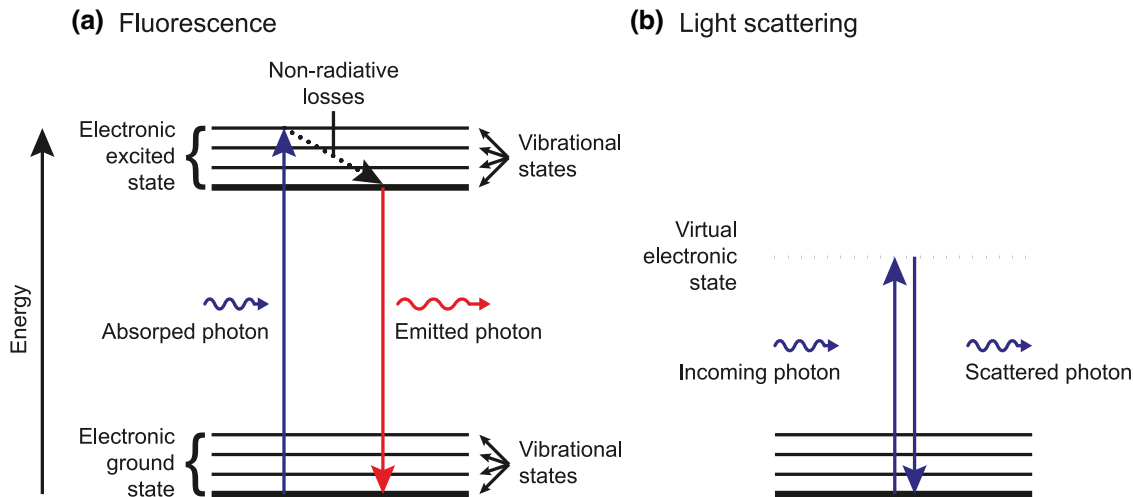 (a) Fluorescence
Non-radiative
losses
Electronic
excited
state
Vibrational
states
Energy
Absorped photon
Emitted photon
Electronic
ground
state
Vibrational
states
(b) Light scattering
Virtual
electronic
state
Incoming photon
Scattered photon